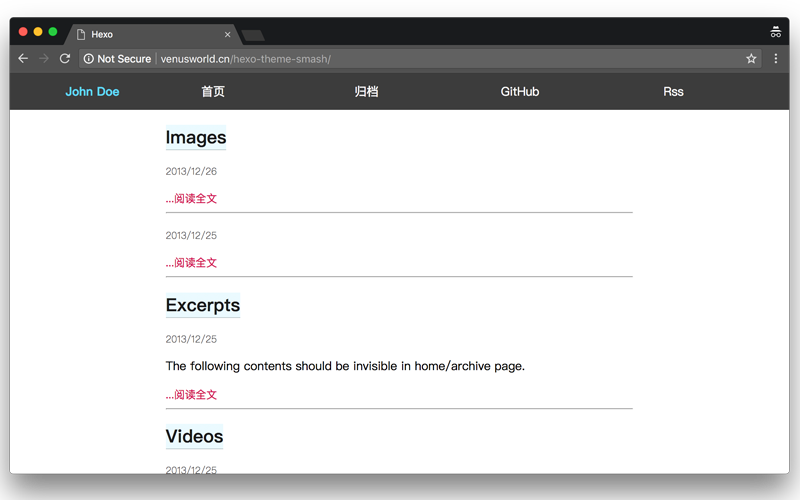 Hexo
Not Secure | venusworld.cn/hexo-theme-smash/
John Doe 首页 归档 GitHub Rss
Images
2013/12/26
...阅读全文
2013/12/25
...阅读全文
Excerpts
2013/12/25
The following contents should be invisible in home/archive page.
...阅读全文
Videos
2013/12/25